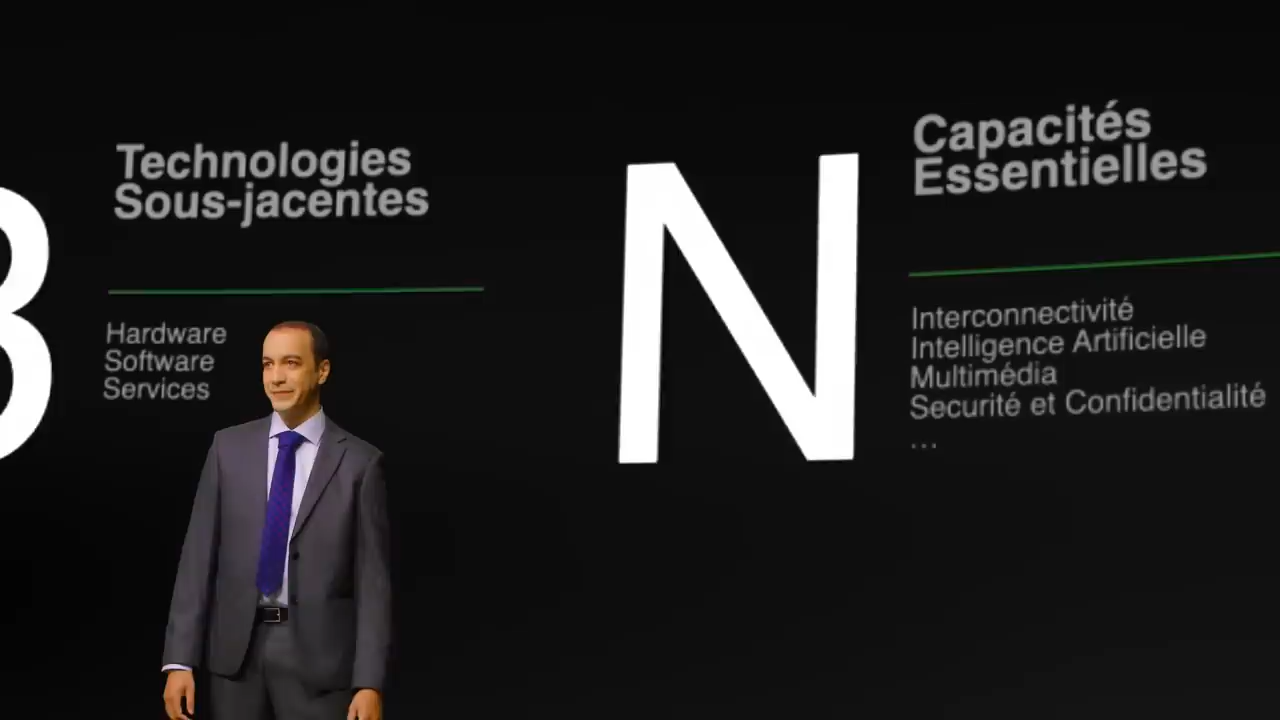 3
Technologies
Sous-jacentes
Hardware
Software
Services
N
Capacités
Essentielles
Interconnectivité
Intelligence Artificielle
Multimédia
Securité et Confidentialité
...